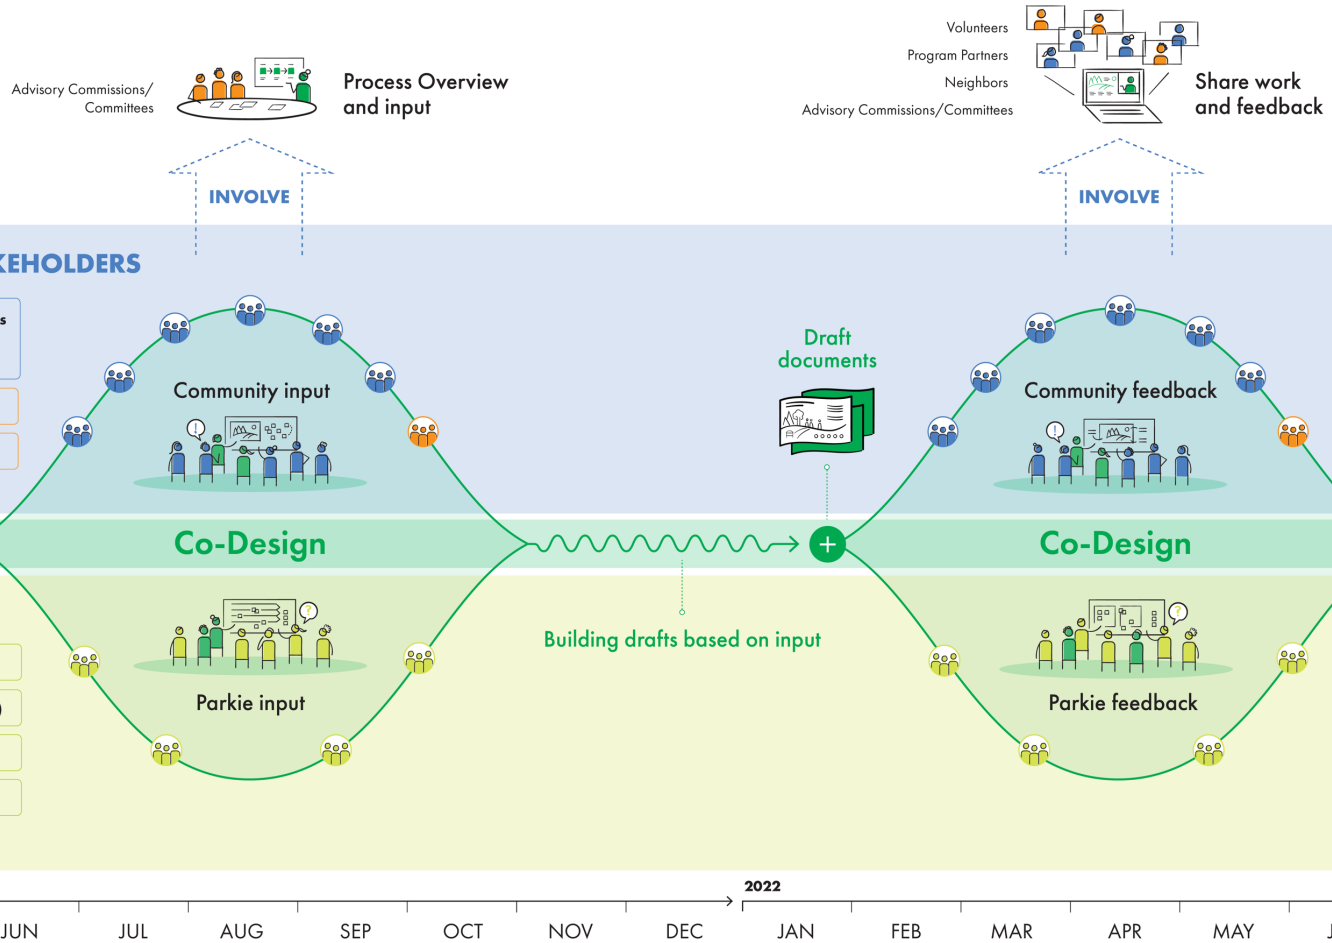 Advisory Commissions/
Committees
Process Overview
and input
INVOLVE
Volunteers
Program Partners
Neighbors
Advisory Commissions/Committees
Share work
and feedback
INVOLVE
KEHOLDERS
s
Community input
Draft
documents
Community feedback
!
!
Co-Design
+
Co-Design
Building drafts based on input
?
?
)
Parkie input
Parkie feedback
2022
JUN
JUL
AUG
SEP
OCT
NOV
DEC
JAN
FEB
MAR
APR
MAY
J